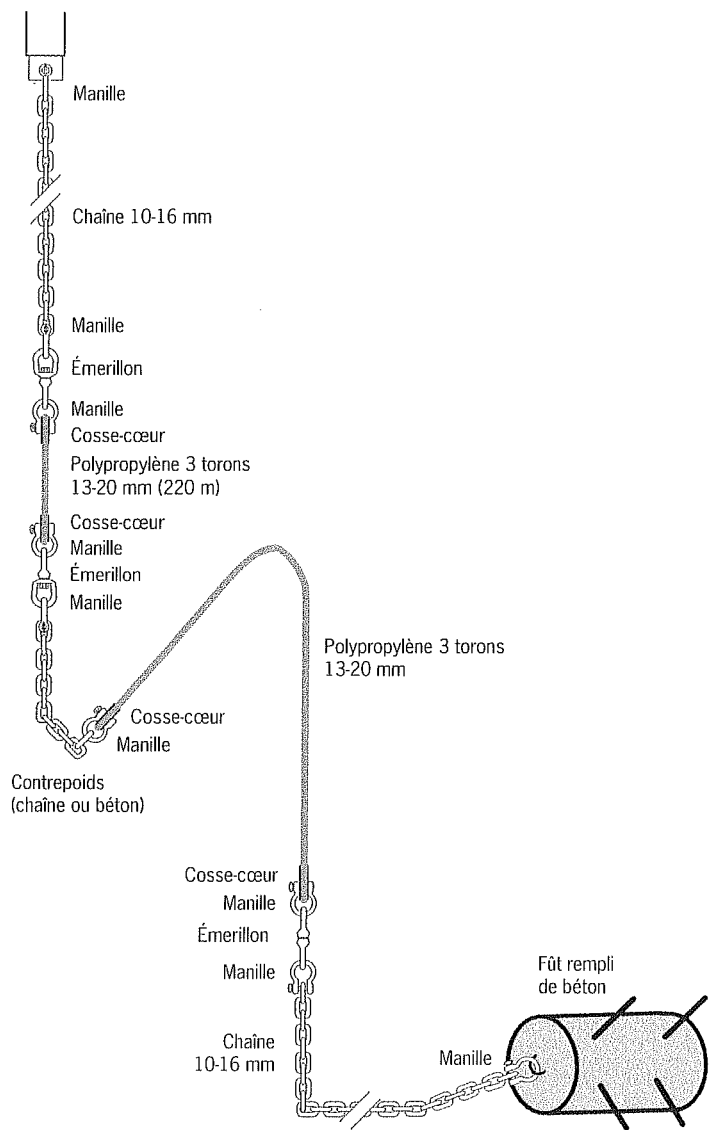 Manille
Chaîne 10-16 mm
Manille
Émerillon
Manille
Cosse-cœur
Polypropylène 3 torons
13-20 mm (220 m)
Cosse-cœur
Manille
Émerillon
Manille
Polypropylène 3 torons
13-20 mm
Cosse-cœur
Manille
Contrepoids
(chaîne ou béton)
Cosse-cœur
Manille
Émerillon
Manille
Chaîne
10-16 mm
Manille
Fût rempli
de béton